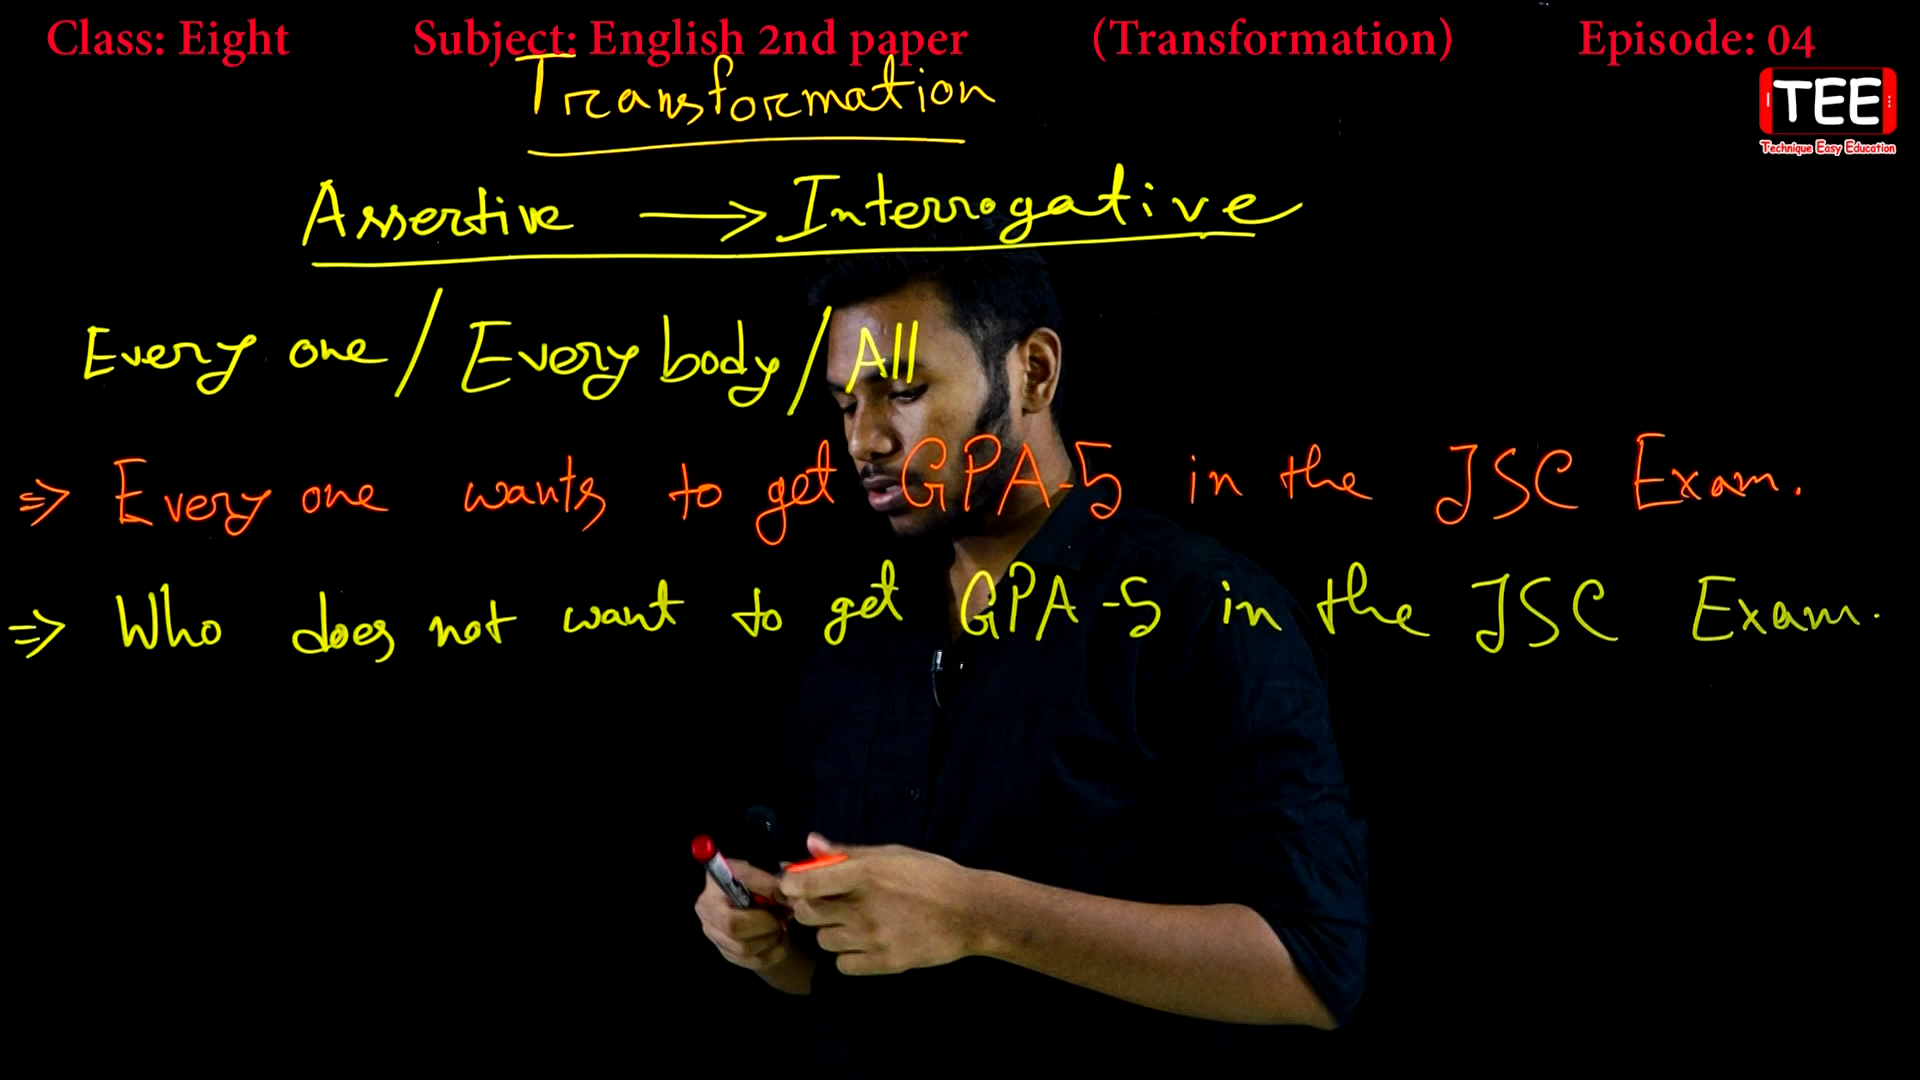 Class: Eight Subject: English 2nd paper (Transformation) Episode: 04
TEE
Technique Easy Education
Transformation
Assertive → Interrogative
Every one / Every body / All
⇒ Every one wants to get GPA-5 in the JSC Exam.
⇒ Who does not want to get GPA-5 in the JSC Exam.